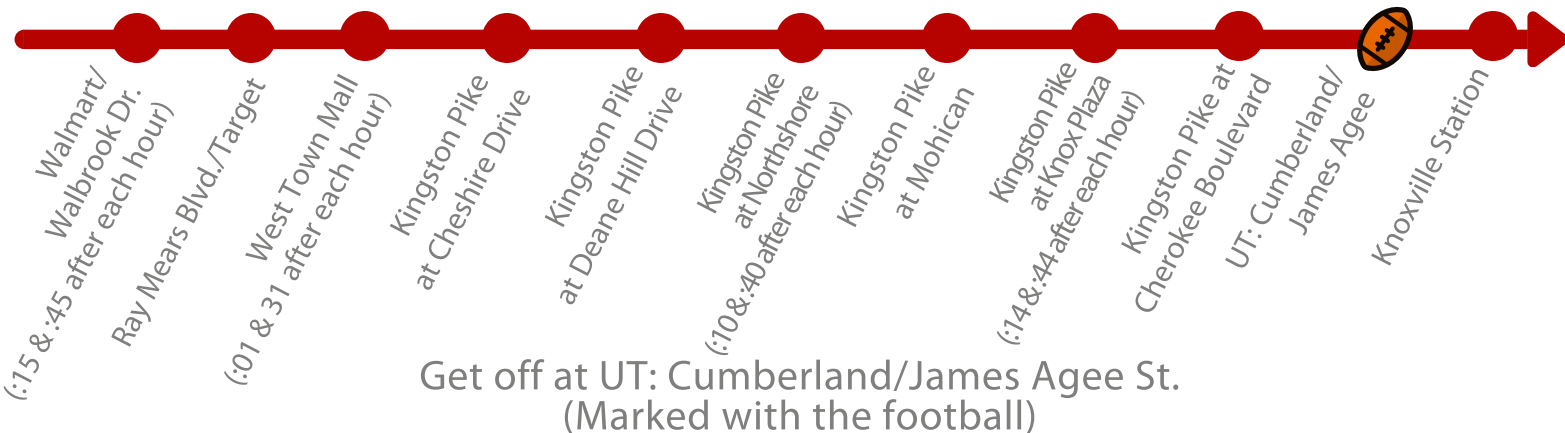 Walmart/
Walbrook Dr.
(:15 & :45 after each hour)
Ray Mears Blvd./Target
West Town Mall
(:01 & 31 after each hour)
Kingston Pike
at Cheshire Drive
Kingston Pike
at Deane Hill Drive
Kingston Pike
at Northshore
(:10 &:40 after each hour)
Kingston Pike
at Mohican
Kingston Pike
at Knox Plaza
(:14 &:44 after each hour)
Kingston Pike at
Cherokee Boulevard
UT: Cumberland/
James Agee
Knoxville Station
Get off at UT: Cumberland/James Agee St.
(Marked with the football)